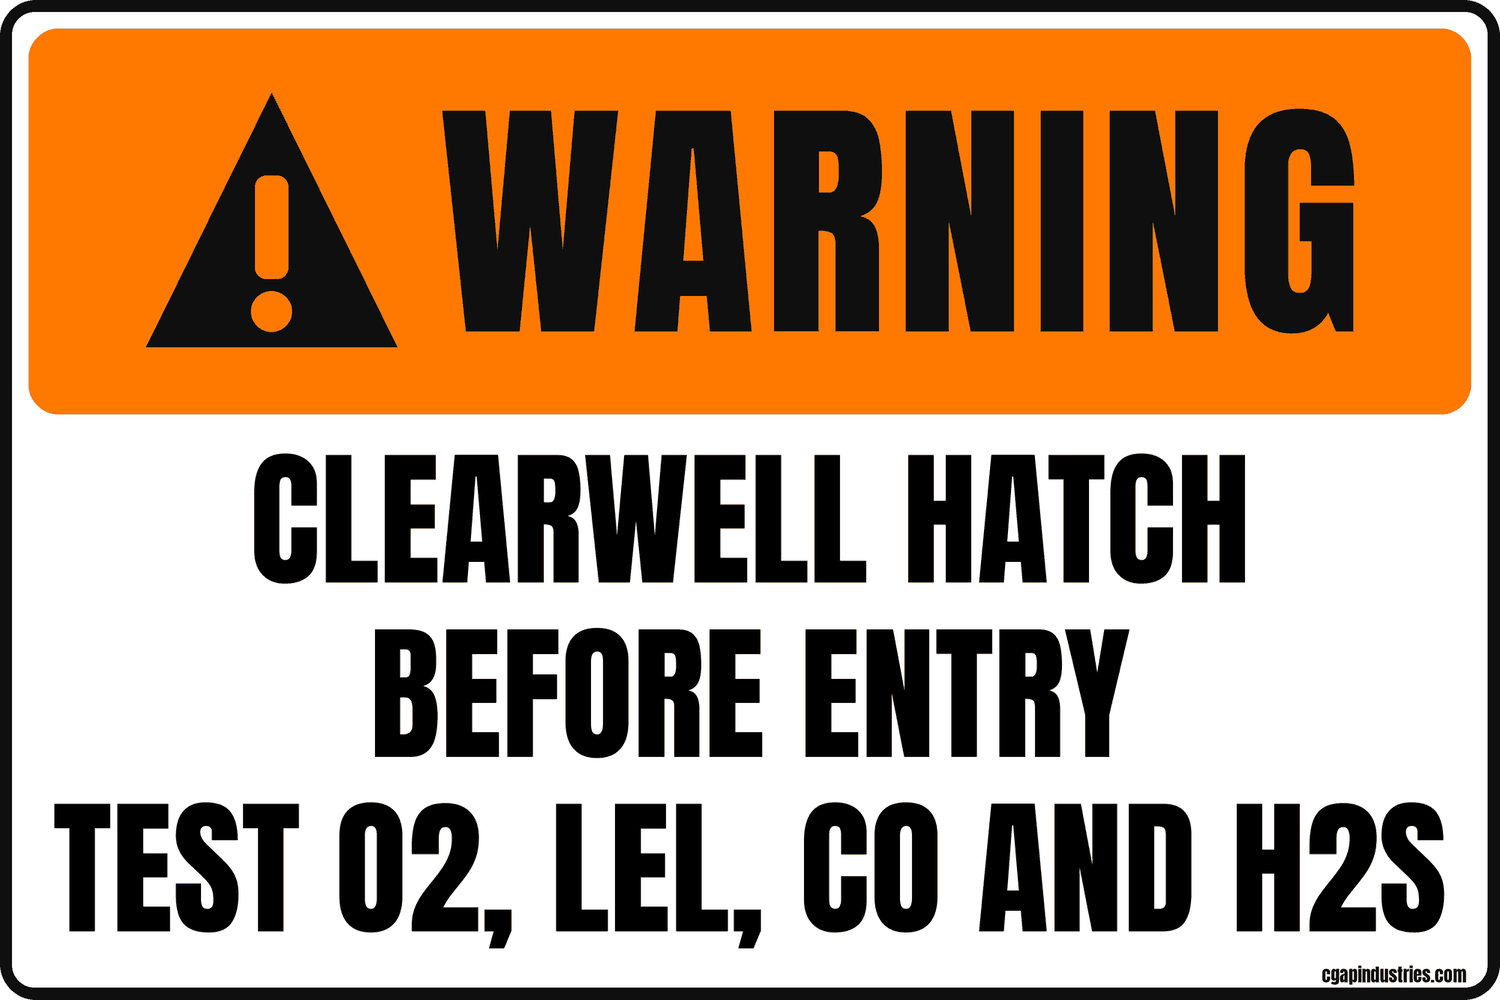 WARNING
CLEARWELL HATCH
BEFORE ENTRY
TEST O2, LEL, CO AND H2S
cgapindustries.com